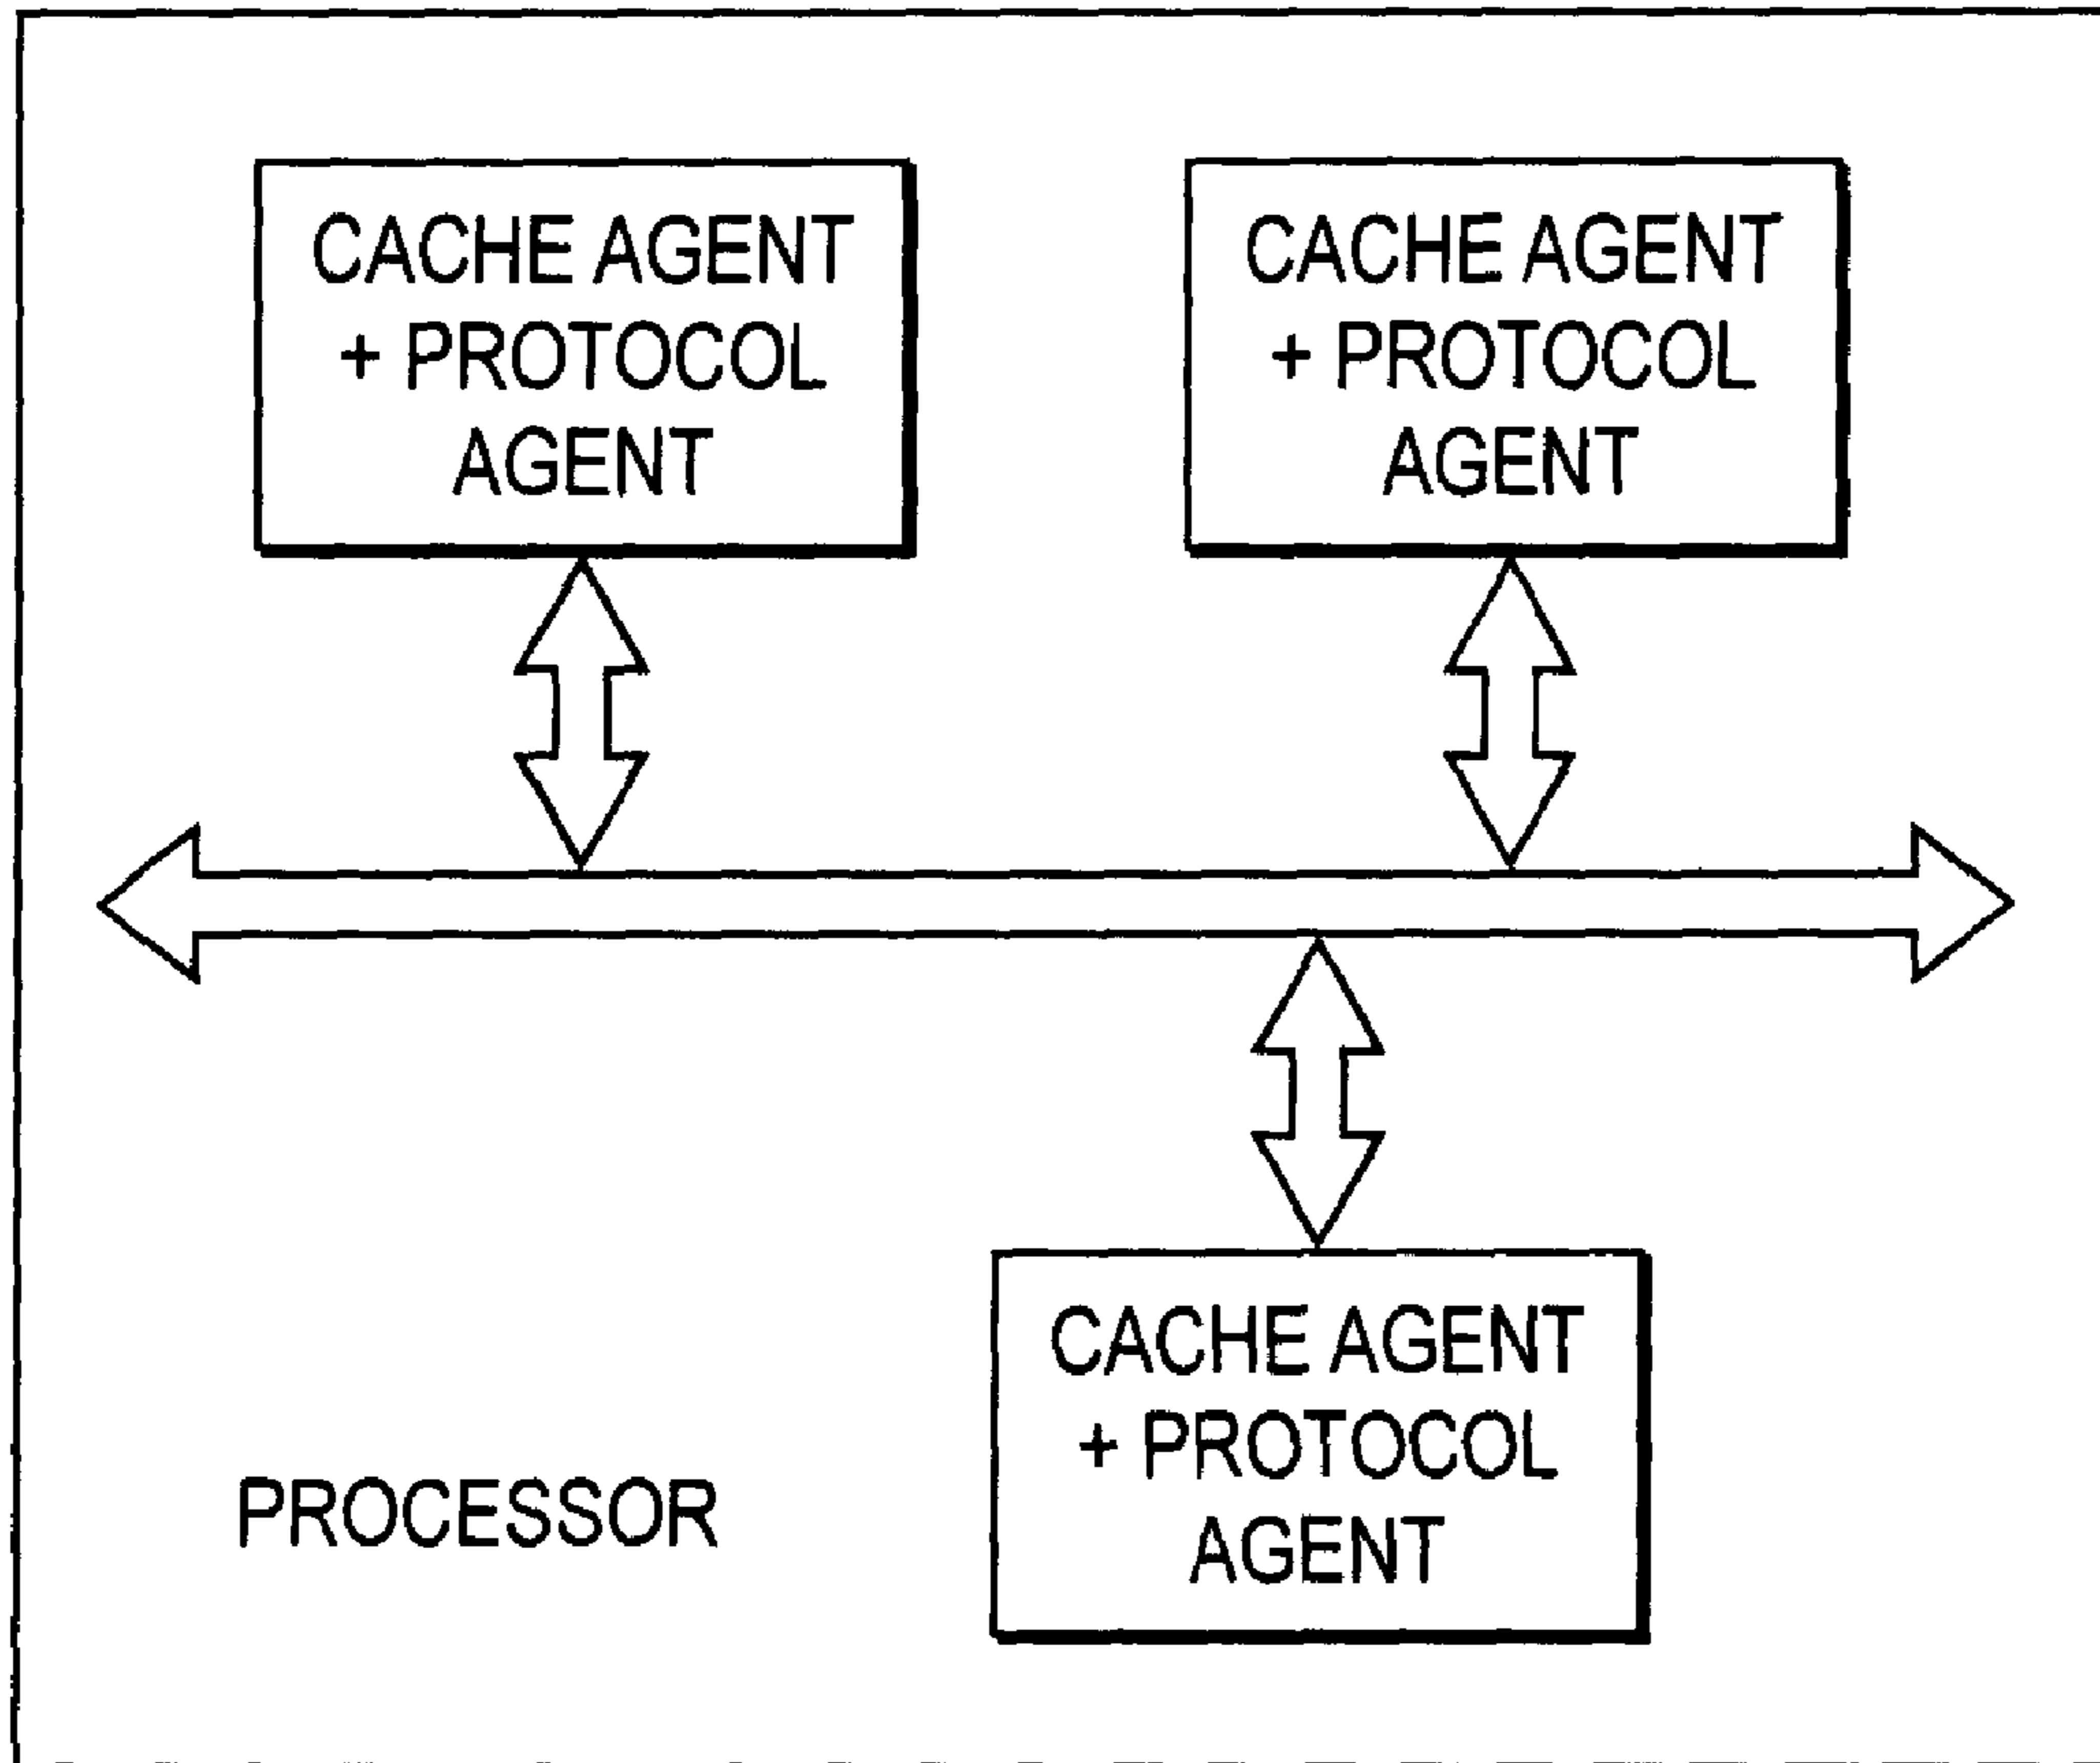 CACHE AGENT
+ PROTOCOL
AGENT
CACHE AGENT
+ PROTOCOL
AGENT
CACHE AGENT
+ PROTOCOL
AGENT
PROCESSOR